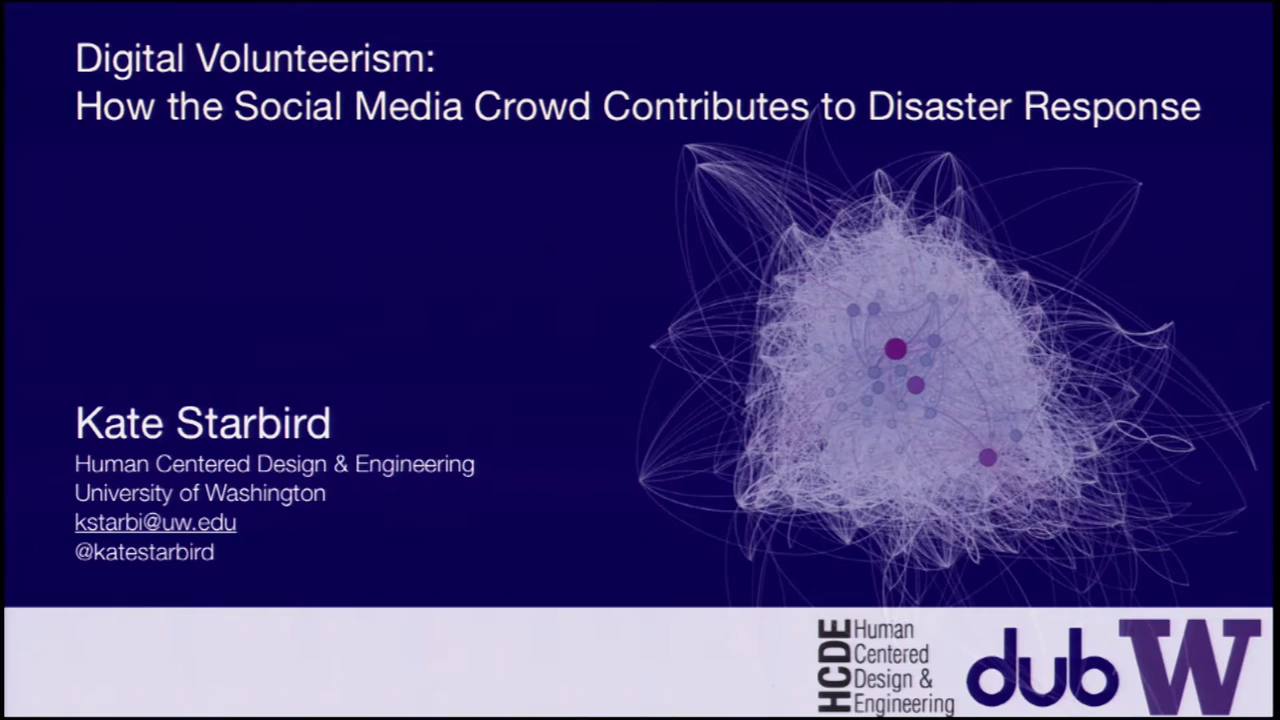 Digital Volunteerism:
How the Social Media Crowd Contributes to Disaster Response
Kate Starbird
Human Centered Design & Engineering
University of Washington
kstarbi@uw.edu
@katestarbird
HCDE
Human
Centered
Design &
Engineering
dub
W